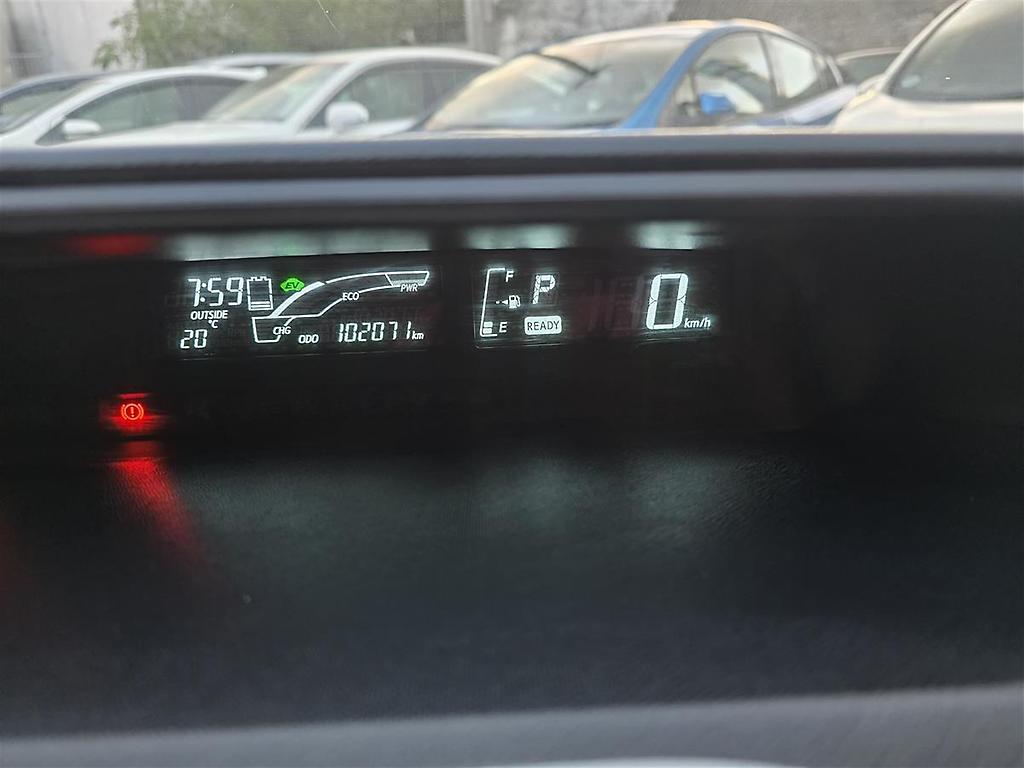 7:59 EV ECO PWR
OUTSIDE
°C
20 CHG ODO 102071 km
F P 0 km/h
E READY